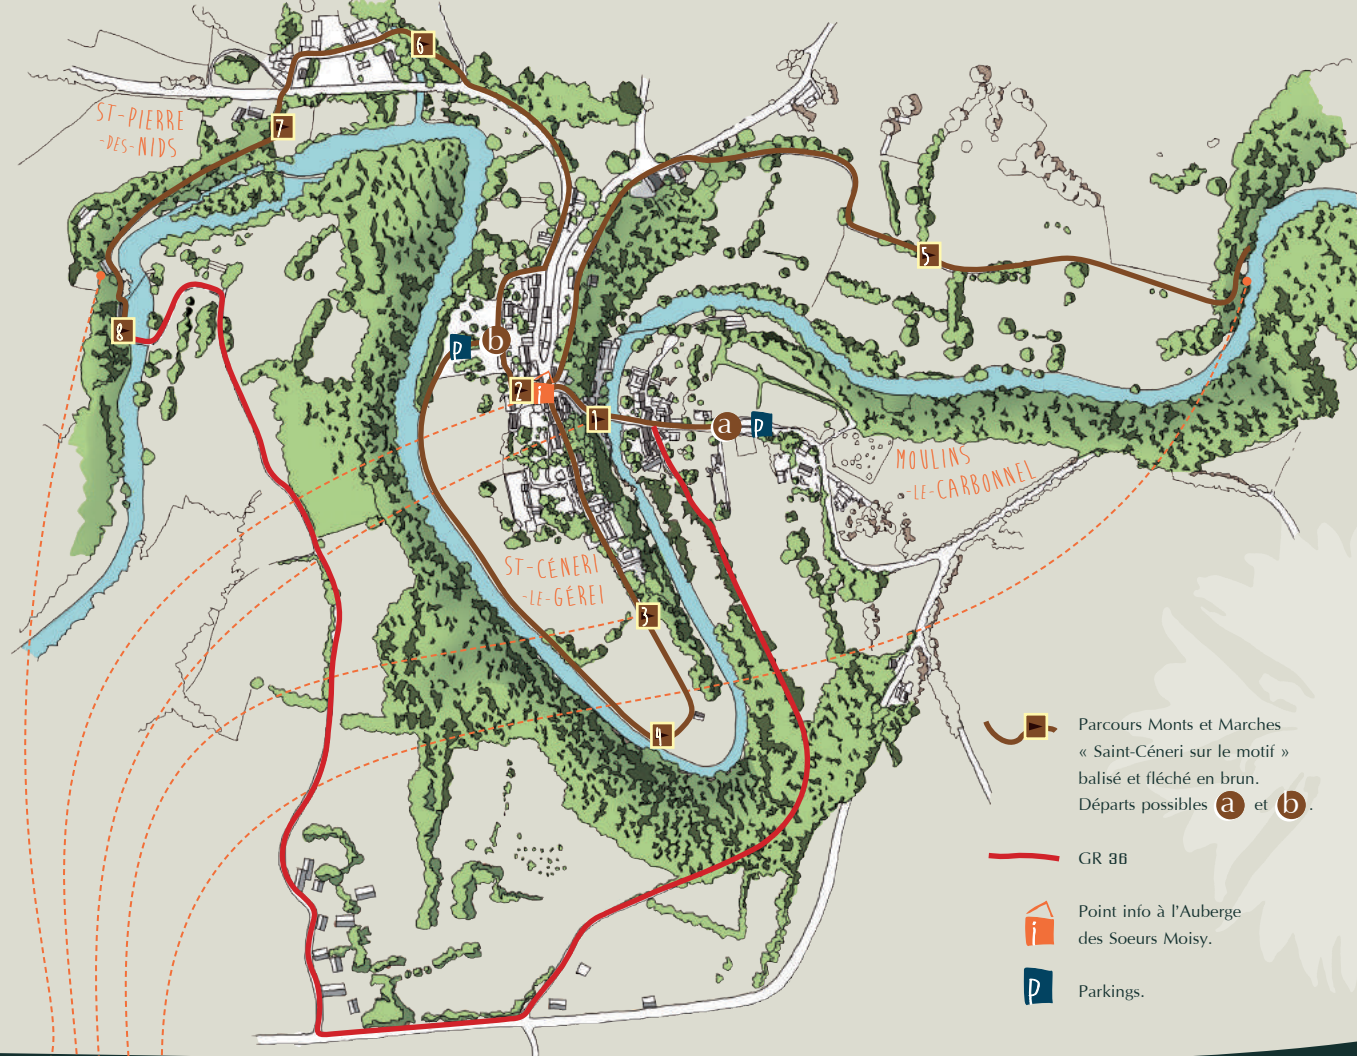 6
ST-PIERRE
-DES-NIDS
7
5
8
P
b
2
i
1
a
P
MOULINS
-LE-CARBONNEL
ST-CÉNERI
-LE-GÉREI
3
4
Parcours Monts et Marches
« Saint-Céneri sur le motif »
balisé et fléché en brun.
Départs possibles a et b.
GR 36
Point info à l'Auberge
i
des Soeurs Moisy.
P
Parkings.